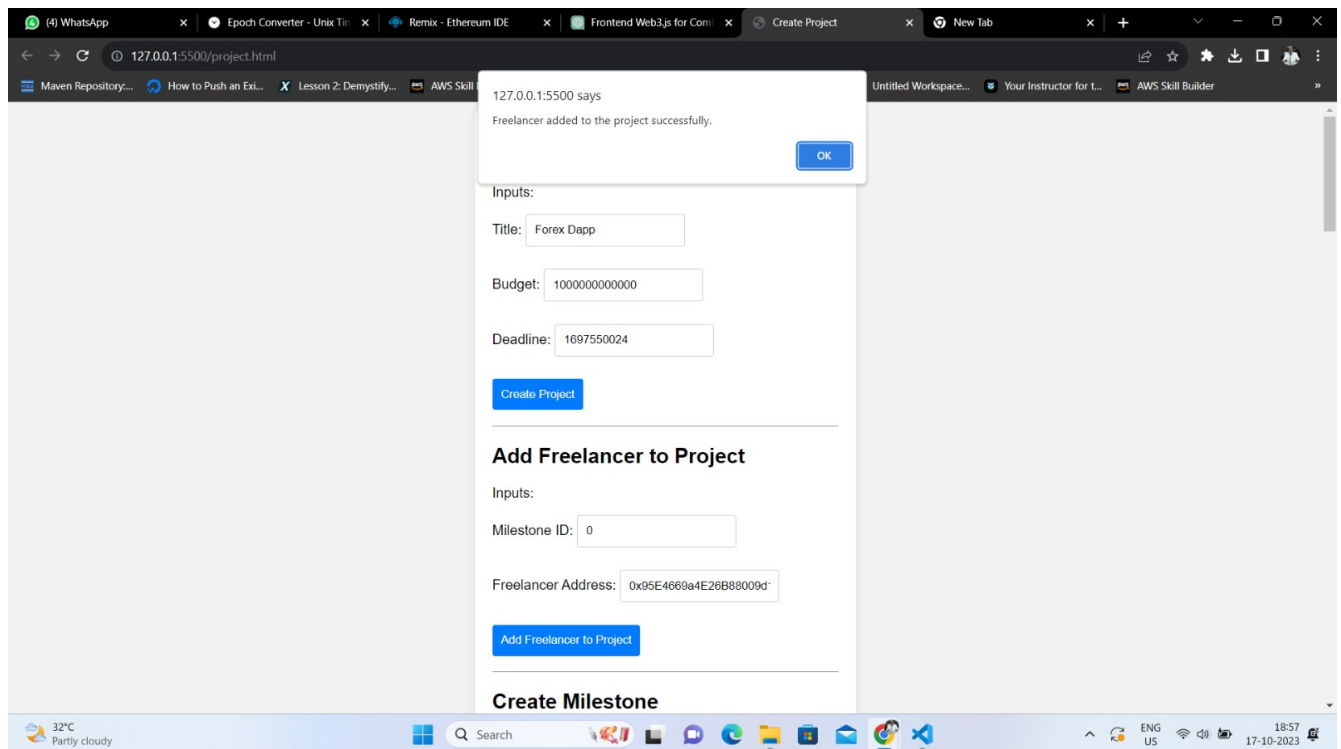 (4) WhatsApp
Epoch Converter - Unix Tin
Remix - Ethereum IDE
Frontend Web3.js for Com
Create Project
New Tab
127.0.0.1:5500/project.html
Maven Repository:...
How to Push an Exi...
Lesson 2: Demystify...
AWS Skill
Untitled Workspace...
Your Instructor for t...
AWS Skill Builder
»
127.0.0.1:5500 says
Freelancer added to the project successfully.
OK
Inputs:
Title: Forex Dapp
Budget: 1000000000000
Deadline: 1697550024
Create Project
Add Freelancer to Project
Inputs:
Milestone ID: 0
Freelancer Address: 0x95E4669a4E26B88009d
Add Freelancer to Project
Create Milestone
32°C
Partly cloudy
Search
ENG
US
18:57
17-10-2023